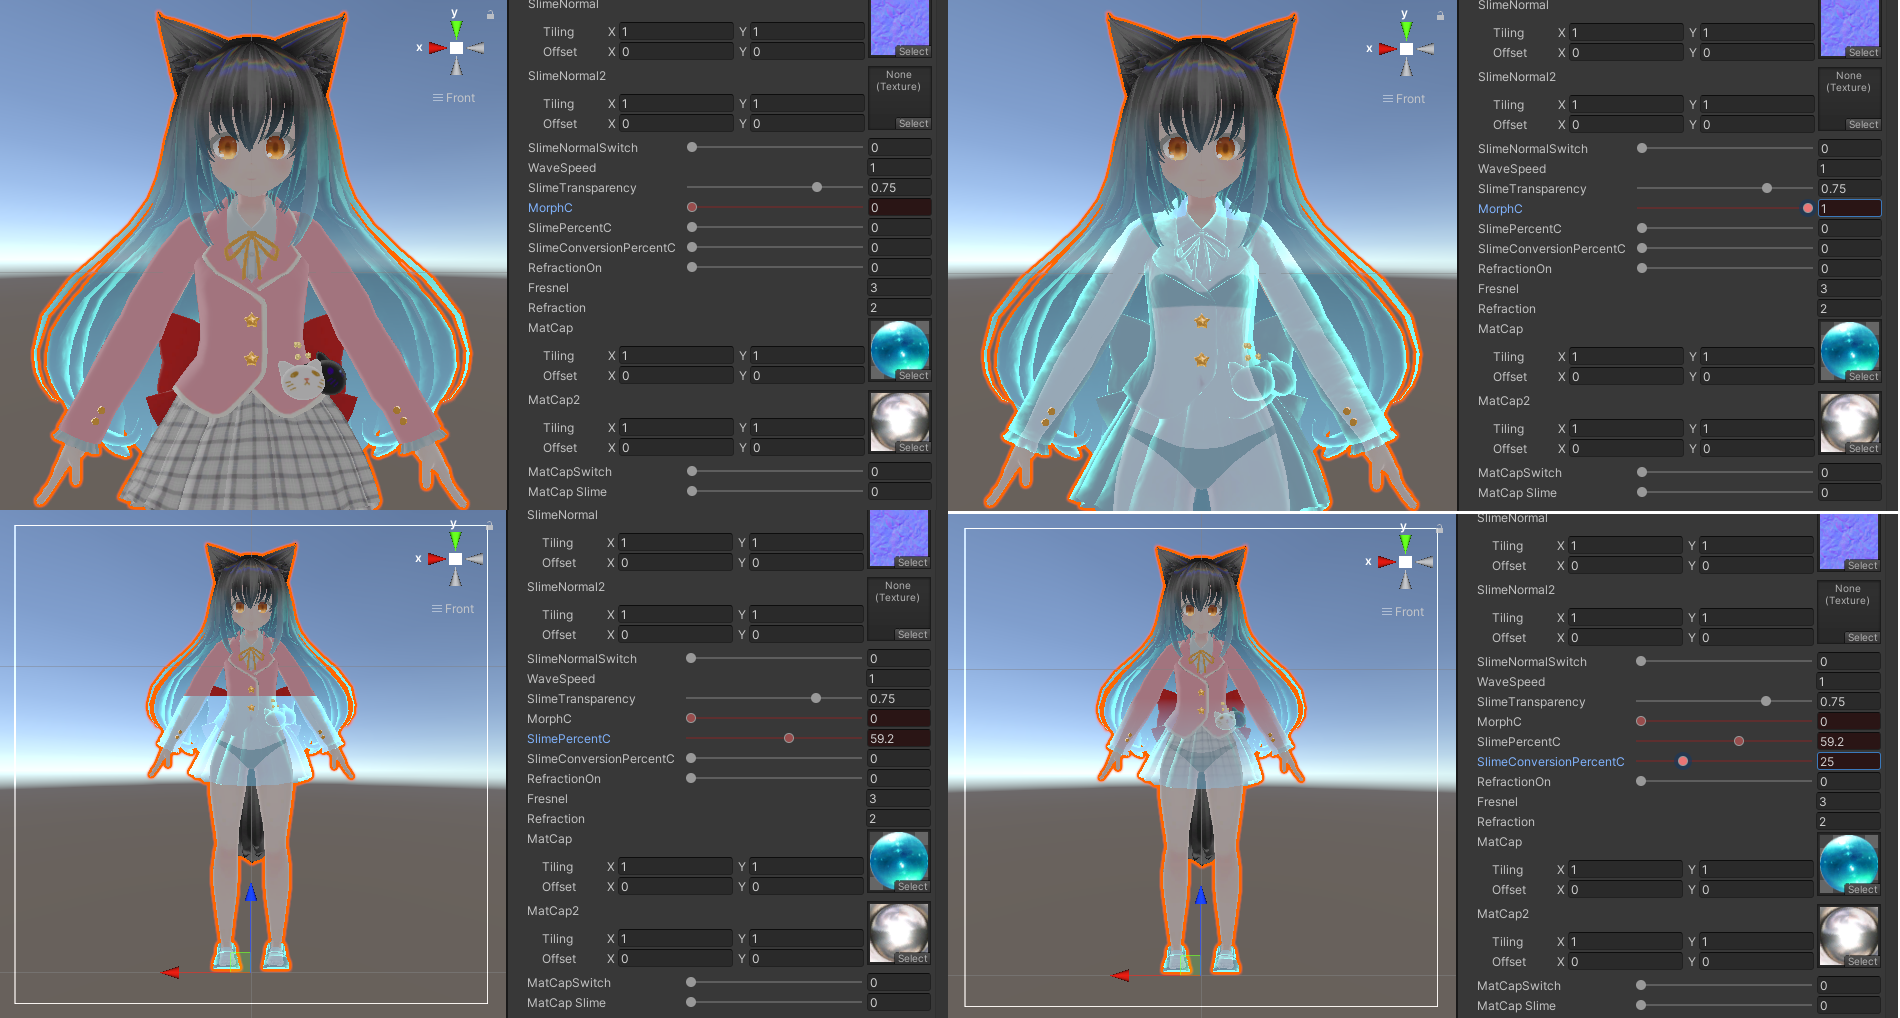 y
x
Front
SlimeNormal
Tiling X 1 Y 1
Offset X 0 Y 0
Select
SlimeNormal2
None
(Texture)
Tiling X 1 Y 1
Offset X 0 Y 0
Select
SlimeNormalSwitch 0
WaveSpeed 1
SlimeTransparency 0.75
MorphC 0
SlimePercentC 0
SlimeConversionPercentC 0
RefractionOn 0
Fresnel 3
Refraction 2
MatCap
Tiling X 1 Y 1
Offset X 0 Y 0
Select
MatCap2
Tiling X 1 Y 1
Offset X 0 Y 0
Select
MatCapSwitch 0
MatCap Slime 0
y
x
Front
SlimeNormal
Tiling X 1 Y 1
Offset X 0 Y 0
Select
SlimeNormal2
None
(Texture)
Tiling X 1 Y 1
Offset X 0 Y 0
Select
SlimeNormalSwitch 0
WaveSpeed 1
SlimeTransparency 0.75
MorphC 1
SlimePercentC 0
SlimeConversionPercentC 0
RefractionOn 0
Fresnel 3
Refraction 2
MatCap
Tiling X 1 Y 1
Offset X 0 Y 0
Select
MatCap2
Tiling X 1 Y 1
Offset X 0 Y 0
Select
MatCapSwitch 0
MatCap Slime 0
y
x
Front
SlimeNormal
Tiling X 1 Y 1
Offset X 0 Y 0
Select
SlimeNormal2
None
(Texture)
Tiling X 1 Y 1
Offset X 0 Y 0
Select
SlimeNormalSwitch 0
WaveSpeed 1
SlimeTransparency 0.75
MorphC 0
SlimePercentC 59.2
SlimeConversionPercentC 0
RefractionOn 0
Fresnel 3
Refraction 2
MatCap
Tiling X 1 Y 1
Offset X 0 Y 0
Select
MatCap2
Tiling X 1 Y 1
Offset X 0 Y 0
Select
MatCapSwitch 0
MatCap Slime 0
y
x
Front
SlimeNormal
Tiling X 1 Y 1
Offset X 0 Y 0
Select
SlimeNormal2
None
(Texture)
Tiling X 1 Y 1
Offset X 0 Y 0
Select
SlimeNormalSwitch 0
WaveSpeed 1
SlimeTransparency 0.75
MorphC 0
SlimePercentC 59.2
SlimeConversionPercentC 25
RefractionOn 0
Fresnel 3
Refraction 2
MatCap
Tiling X 1 Y 1
Offset X 0 Y 0
Select
MatCap2
Tiling X 1 Y 1
Offset X 0 Y 0
Select
MatCapSwitch 0
MatCap Slime 0